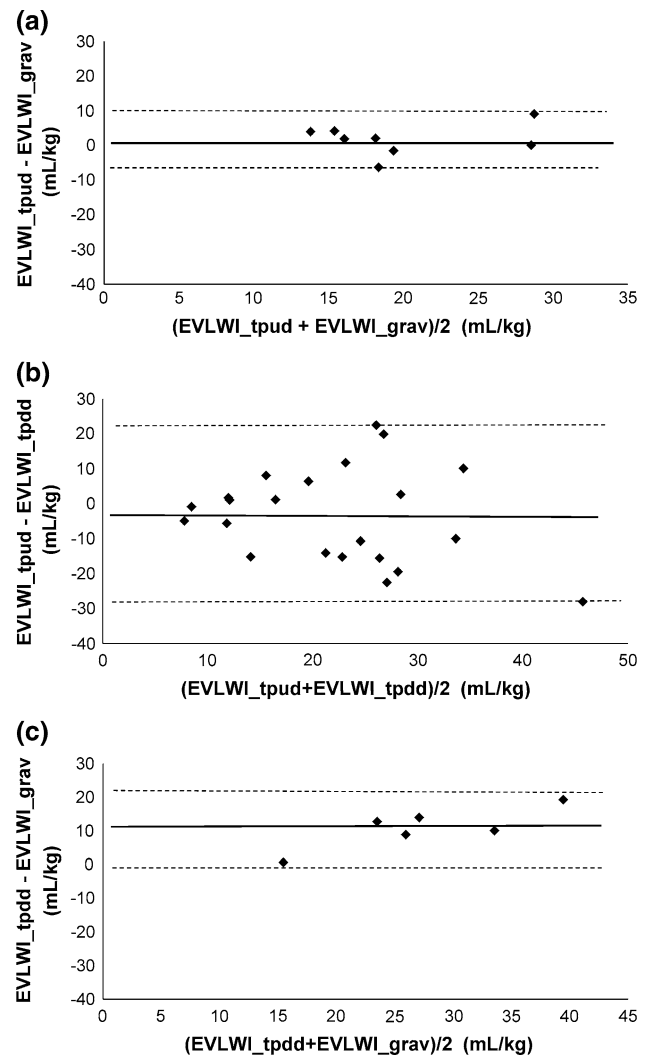 (a)
EVLWI_tpud - EVLWI_grav
(mL/kg)
30
20
10
0
-10
-20
-30
-40
0 5 10 15 20 25 30 35
(EVLWI_tpud + EVLWI_grav)/2 (mL/kg)
(b)
EVLWI_tpud - EVLWI_tpdd
(mL/kg)
30
20
10
0
-10
-20
-30
-40
0 10 20 30 40 50
(EVLWI_tpud+EVLWI_tpdd)/2 (mL/kg)
(c)
EVLWI_tpdd - EVLWI_grav
(mL/kg)
30
20
10
0
-10
-20
-30
-40
0 5 10 15 20 25 30 35 40 45
(EVLWI_tpdd+EVLWI_grav)/2 (mL/kg)